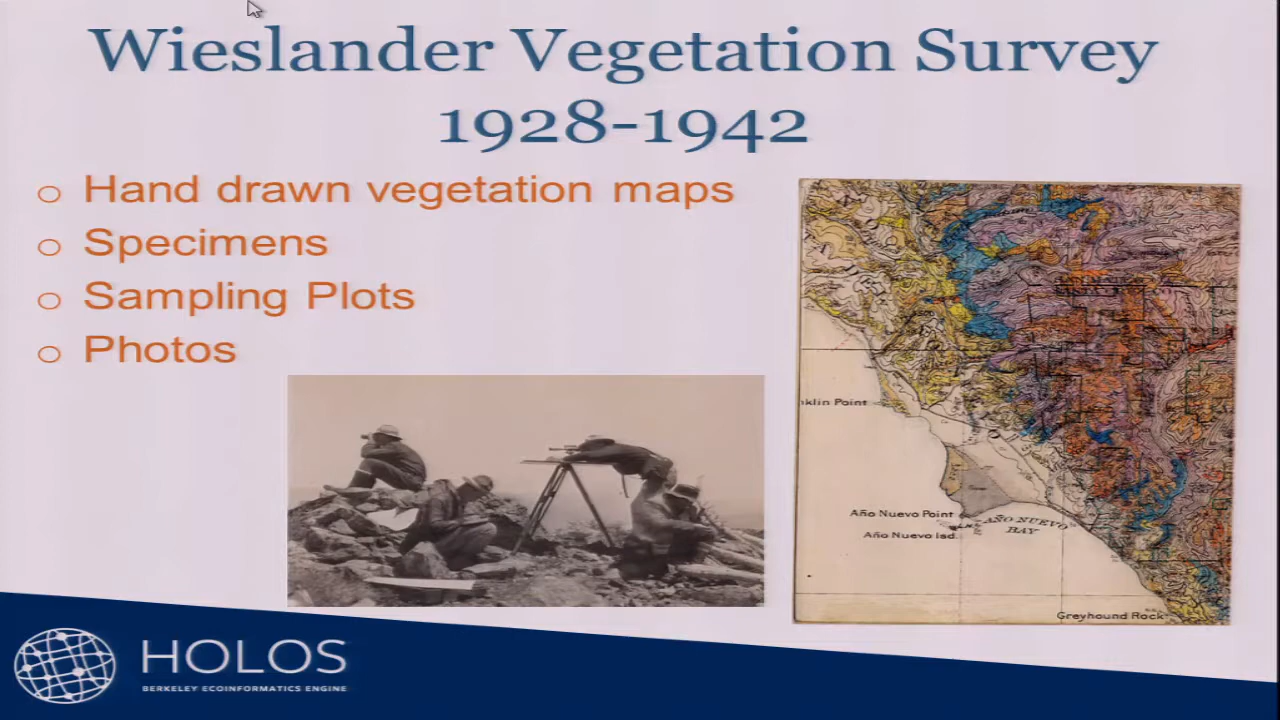 Wieslander Vegetation Survey
1928-1942
Hand drawn vegetation maps
Specimens
Sampling Plots
Photos
klin Point
Año Nuevo Point
Año Nuevo Isd.
AÑO NUEVO
BAY
Greyhound Rock
HOLOS
BERKELEY ECOINFORMATICS ENGINE